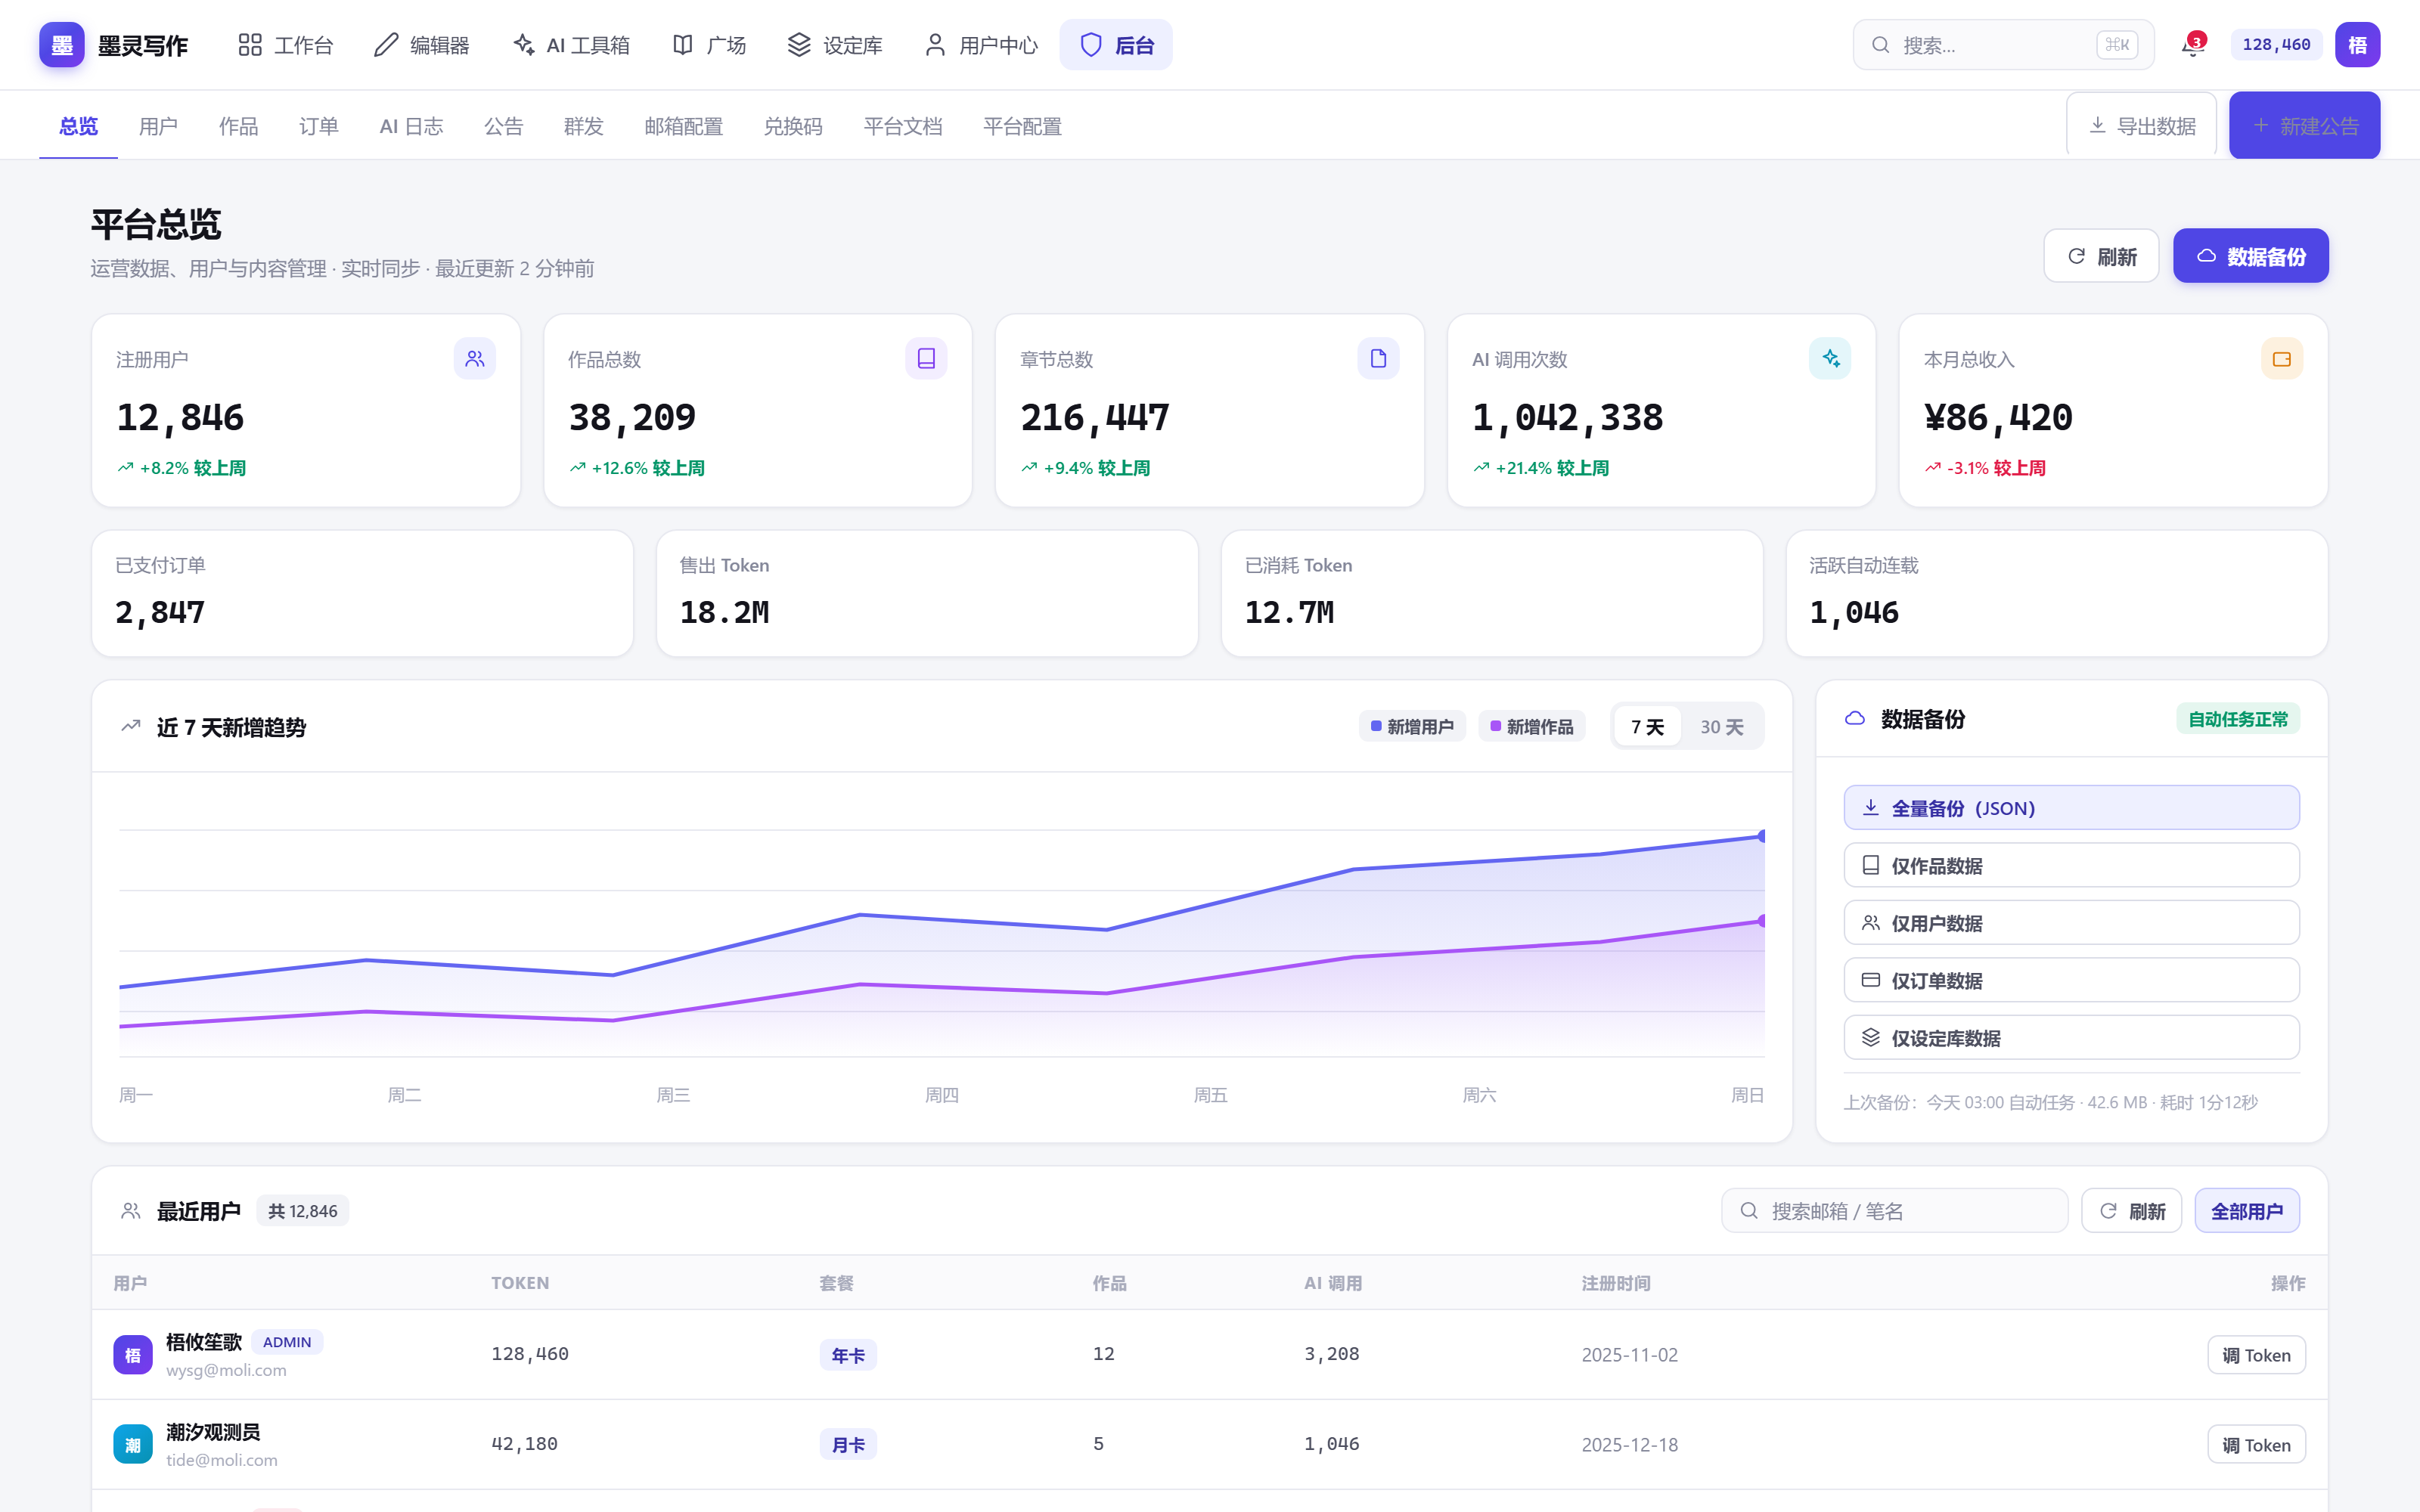 墨 墨灵写作 工作台 编辑器 AI 工具箱 广场 设定库 用户中心 后台 搜索... ⌘K 3 128,460 梧
总览 用户 作品 订单 AI 日志 公告 群发 邮箱配置 兑换码 平台文档 平台配置 导出数据 + 新建公告
平台总览
运营数据、用户与内容管理 · 实时同步 · 最近更新 2 分钟前
刷新 数据备份
注册用户
12,846
+8.2% 较上周
作品总数
38,209
+12.6% 较上周
章节总数
216,447
+9.4% 较上周
AI 调用次数
1,042,338
+21.4% 较上周
本月总收入
¥86,420
-3.1% 较上周
已支付订单
2,847
售出 Token
18.2M
已消耗 Token
12.7M
活跃自动连载
1,046
近 7 天新增趋势 新增用户 新增作品 7 天 30 天
周一 周二 周三 周四 周五 周六 周日
数据备份 自动任务正常
全量备份（JSON）
仅作品数据
仅用户数据
仅订单数据
仅设定库数据
上次备份：今天 03:00 自动任务 · 42.6 MB · 耗时 1分12秒
最近用户 共 12,846 搜索邮箱 / 笔名 刷新 全部用户
用户 TOKEN 套餐 作品 AI 调用 注册时间 操作
梧 梧攸笙歌 ADMIN
wysg@moli.com
128,460 年卡 12 3,208 2025-11-02 调 Token
潮 潮汐观测员
tide@moli.com
42,180 月卡 5 1,046 2025-12-18 调 Token